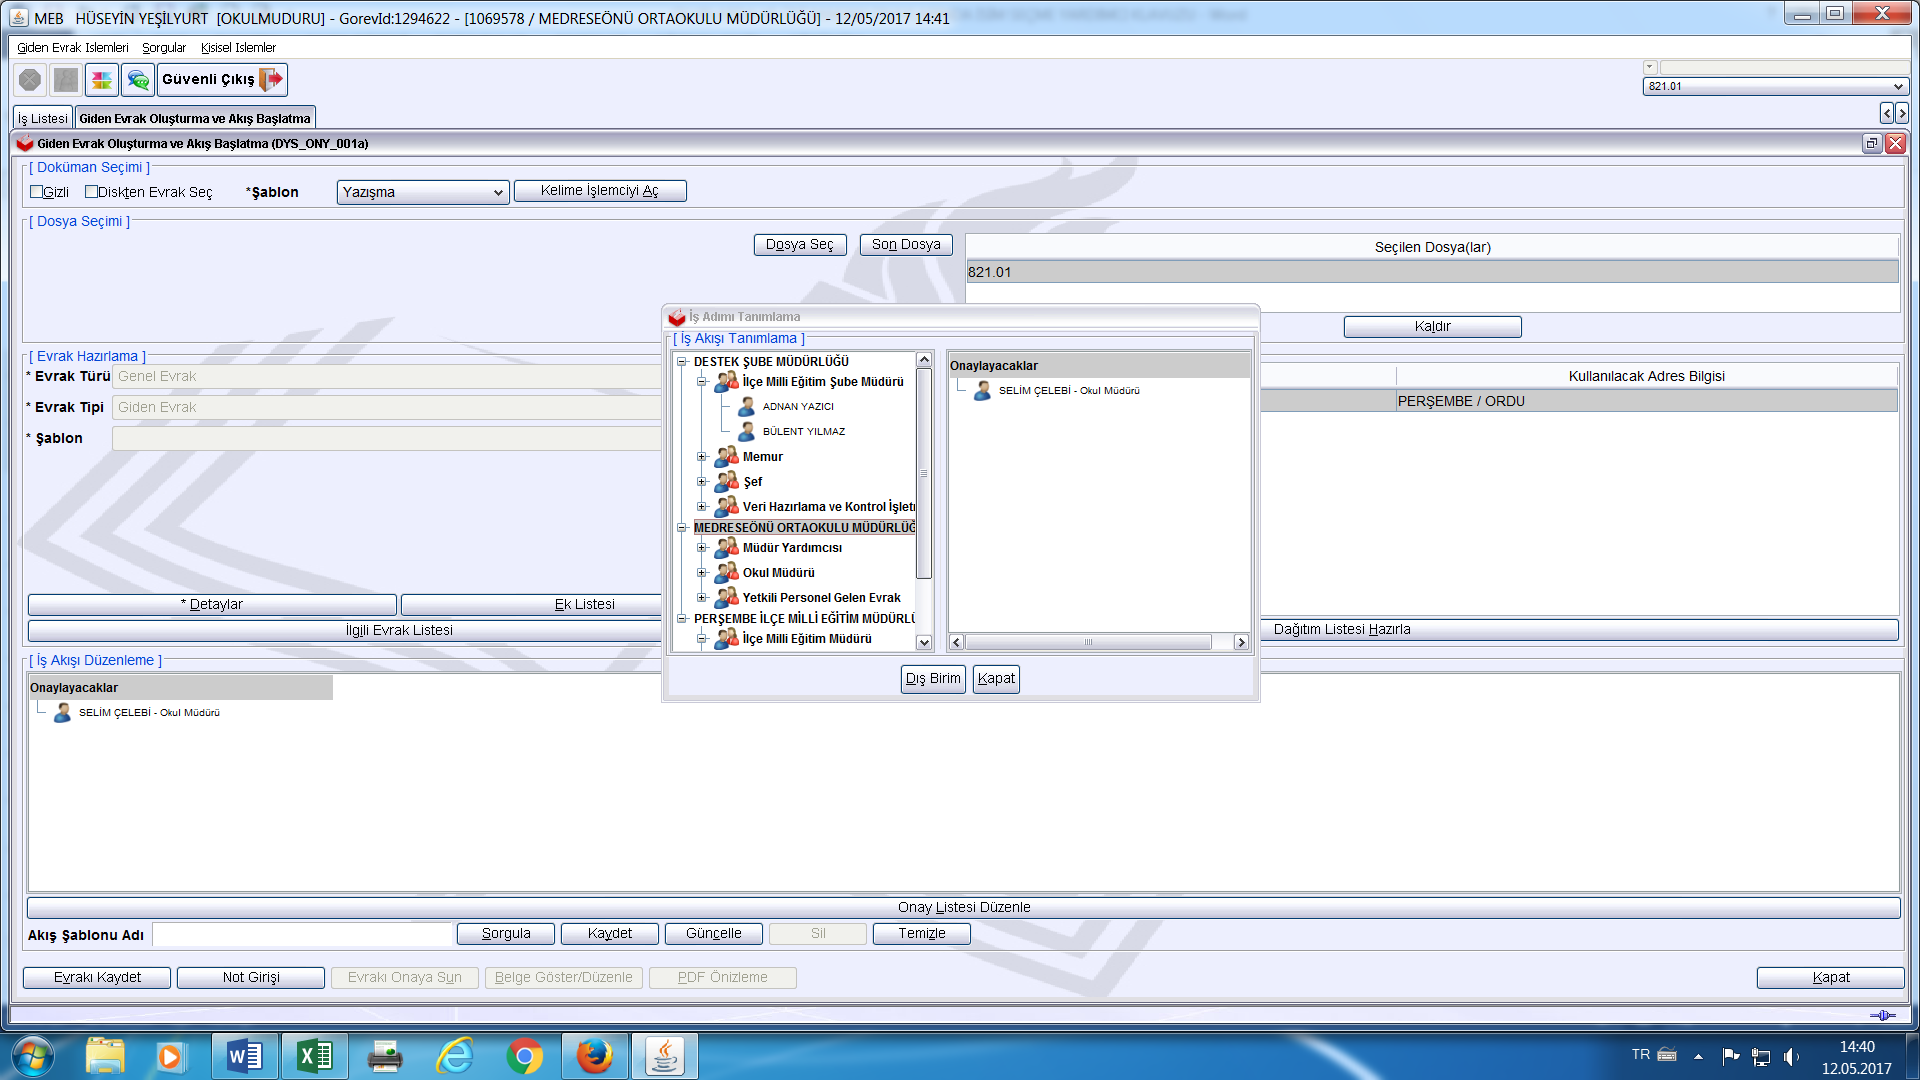 MEB   HÜSEYİN YEŞİLYURT  [OKULMUDURU] - GorevId:1294622 - [1069578 / MEDRESEÖNÜ ORTAOKULU MÜDÜRLÜĞÜ] - 12/05/2017 14:41
Giden Evrak Islemleri  Sorgular  Kisisel Islemler
Güvenli Çıkış
821.01
İş Listesi  Giden Evrak Oluşturma ve Akış Başlatma
Giden Evrak Oluşturma ve Akış Başlatma (DYS_ONY_001a)
[ Doküman Seçimi ]
Gizli  Diskten Evrak Seç  *Şablon  Yazışma  Kelime İşlemciyi Aç
[ Dosya Seçimi ]
Dosya Seç  Son Dosya  Seçilen Dosya(lar)
821.01
Kaldır
[ Evrak Hazırlama ]
* Evrak Türü  Genel Evrak
* Evrak Tipi  Giden Evrak
* Şablon
Kullanılacak Adres Bilgisi
PERŞEMBE / ORDU
* Detaylar  Ek Listesi
İlgili Evrak Listesi  Dağıtım Listesi Hazırla
İş Adımı Tanımlama
[ İş Akışı Tanımlama ]
DESTEK ŞUBE MÜDÜRLÜĞÜ
İlçe Milli Eğitim Şube Müdürü
ADNAN YAZICI
BÜLENT YILMAZ
Memur
Şef
Veri Hazırlama ve Kontrol İşletm
MEDRESEÖNÜ ORTAOKULU MÜDÜRLÜĞ
Müdür Yardımcısı
Okul Müdürü
Yetkili Personel Gelen Evrak
PERŞEMBE İLÇE MİLLİ EĞİTİM MÜDÜRLÜ
İlçe Milli Eğitim Müdürü
Onaylayacaklar
SELİM ÇELEBİ - Okul Müdürü
Dış Birim  Kapat
[ İş Akışı Düzenleme ]
Onaylayacaklar
SELİM ÇELEBİ - Okul Müdürü
Onay Listesi Düzenle
Akış Şablonu Adı  Sorgula  Kaydet  Güncelle  Sil  Temizle
Evrakı Kaydet  Not Girişi  Evrakı Onaya Sun  Belge Göster/Düzenle  PDF Önizleme  Kapat
TR  14:40
12.05.2017